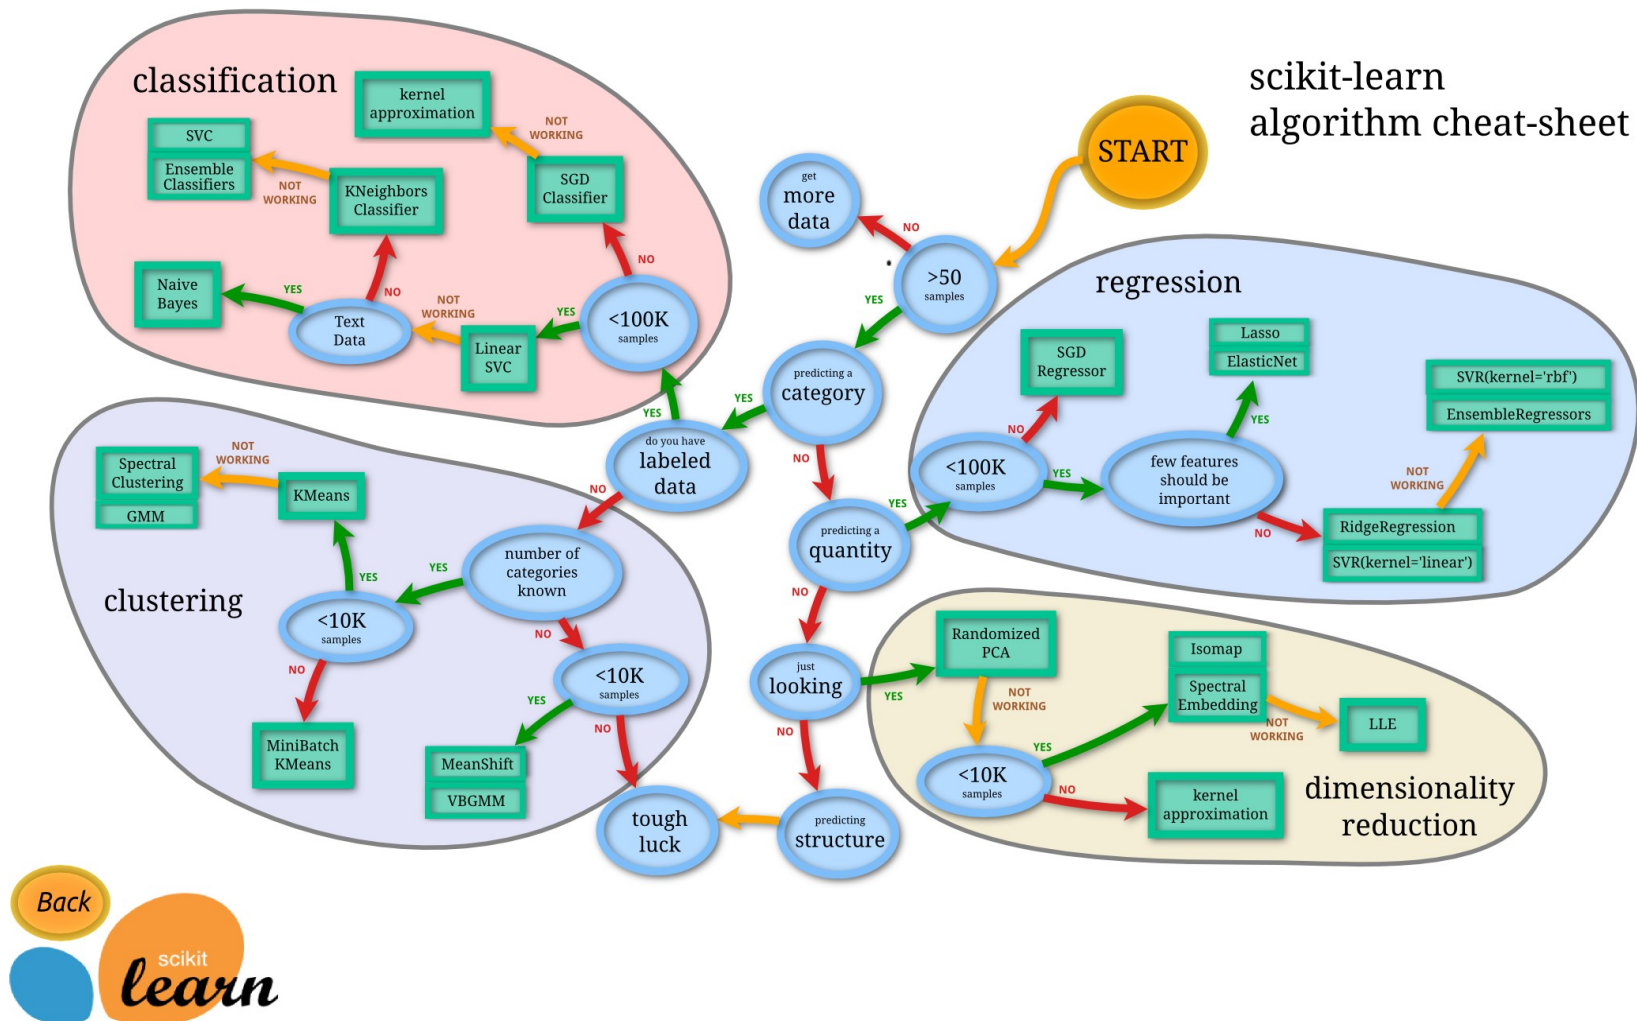 scikit-learn
algorithm cheat-sheet
START
get
more
data
NO
>50
samples
YES
predicting a
category
YES
NO
do you have
labeled
data
YES
NO
predicting a
quantity
YES
NO
just
looking
YES
NO
predicting
structure
tough
luck
classification
kernel
approximation
NOT
WORKING
SVC
Ensemble
Classifiers
NOT
WORKING
KNeighbors
Classifier
SGD
Classifier
NO
Naive
Bayes
YES
NO
Text
Data
NOT
WORKING
Linear
SVC
YES
<100K
samples
regression
SGD
Regressor
NO
<100K
samples
YES
Lasso
ElasticNet
YES
few features
should be
important
NO
SVR(kernel='rbf')
EnsembleRegressors
NOT
WORKING
RidgeRegression
SVR(kernel='linear')
clustering
Spectral
Clustering
GMM
NOT
WORKING
KMeans
YES
<10K
samples
NO
MiniBatch
KMeans
YES
number of
categories
known
NO
<10K
samples
YES
NO
MeanShift
VBGMM
dimensionality
reduction
Randomized
PCA
NOT
WORKING
<10K
samples
YES
NO
Isomap
Spectral
Embedding
NOT
WORKING
LLE
kernel
approximation
Back
scikit
learn